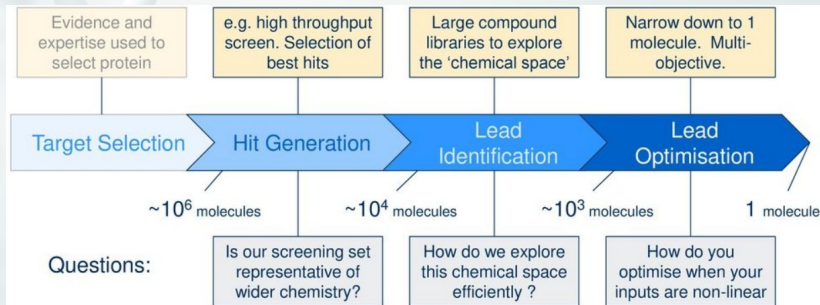 Evidence and
expertise used to
select protein
e.g. high throughput
screen. Selection of
best hits
Large compound
libraries to explore
the ‘chemical space’
Narrow down to 1
molecule. Multi-
objective.
Target Selection
Hit Generation
Lead
Identification
Lead
Optimisation
~10⁶ molecules
~10⁴ molecules
~10³ molecules
1 molecule
Questions:
Is our screening set
representative of
wider chemistry?
How do we explore
this chemical space
efficiently ?
How do you
optimise when your
inputs are non-linear